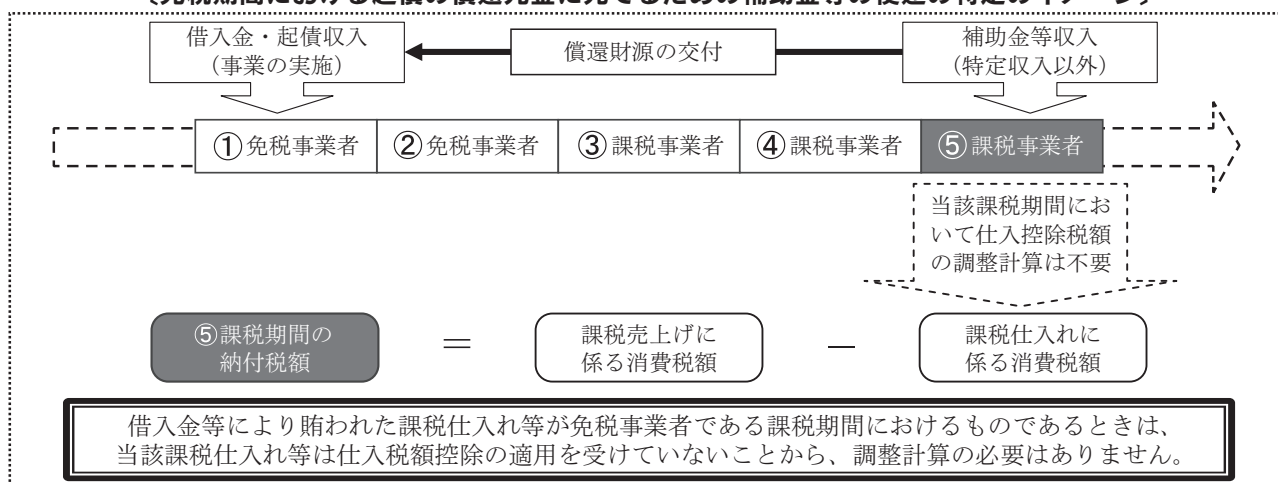 借入金・起債収入
（事業の実施）
償還財源の交付
補助金等収入
（特定収入以外）
①免税事業者
②免税事業者
③課税事業者
④課税事業者
⑤課税事業者
当該課税期間にお
いて仕入控除税額
の調整計算は不要
⑤課税期間の
納付税額
＝
課税売上げに
係る消費税額
－
課税仕入れに
係る消費税額
借入金等により賄われた課税仕入れ等が免税事業者である課税期間におけるものであるときは、
当該課税仕入れ等は仕入税額控除の適用を受けていないことから、調整計算の必要はありません。